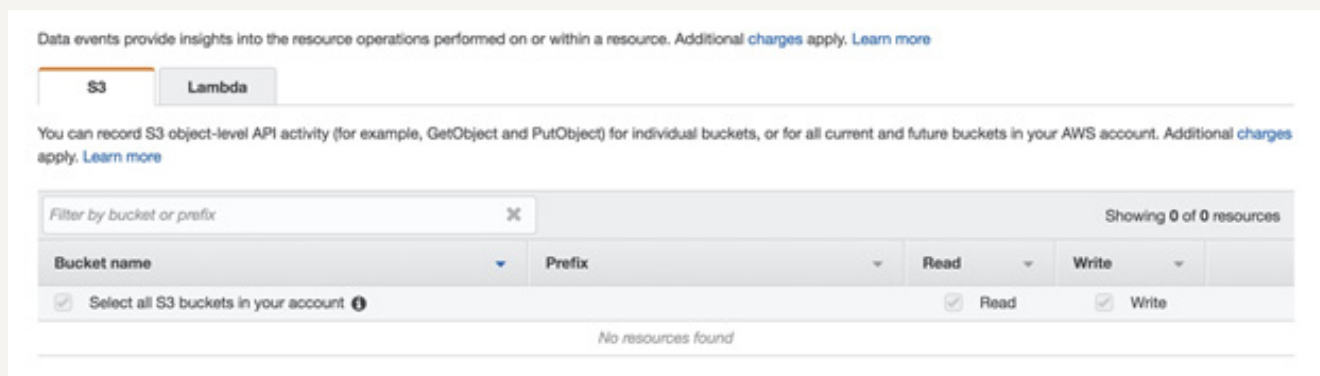 Data events provide insights into the resource operations performed on or within a resource. Additional charges apply. Learn more
S3 Lambda
You can record S3 object-level API activity (for example, GetObject and PutObject) for individual buckets, or for all current and future buckets in your AWS account. Additional charges
apply. Learn more
Filter by bucket or prefix Showing 0 of 0 resources
Bucket name Prefix Read Write
Select all S3 buckets in your account Read Write
No resources found